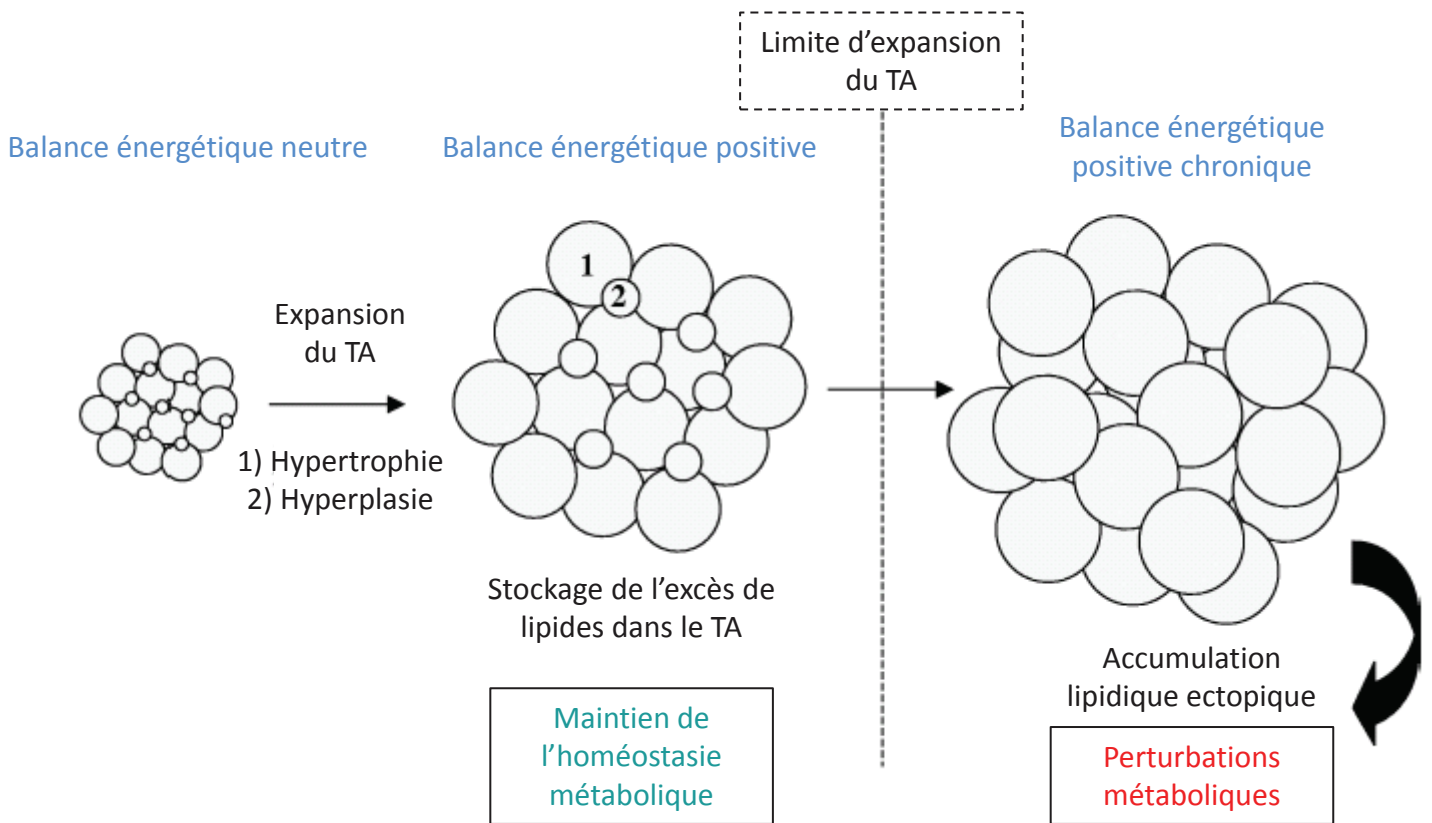 Limite d'expansion
du TA
Balance énergétique neutre
Balance énergétique positive
Balance énergétique
positive chronique
1
2
Expansion
du TA
1) Hypertrophie
2) Hyperplasie
Stockage de l'excès de
lipides dans le TA
Maintien de
l'homéostasie
métabolique
Accumulation
lipidique ectopique
Perturbations
métaboliques